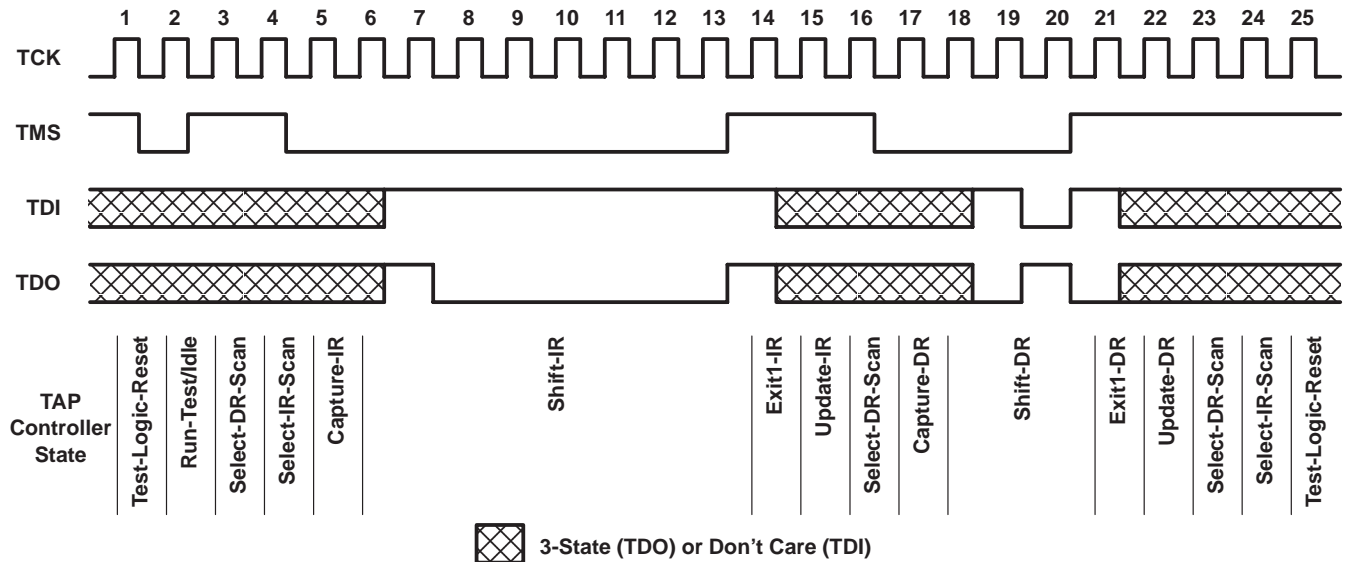 1 2 3 4 5 6 7 8 9 10 11 12 13 14 15 16 17 18 19 20 21 22 23 24 25
TCK
TMS
TDI
TDO
TAP
Controller
State
Test-Logic-Reset
Run-Test/Idle
Select-DR-Scan
Select-IR-Scan
Capture-IR
Shift-IR
Exit1-IR
Update-IR
Select-DR-Scan
Capture-DR
Shift-DR
Exit1-DR
Update-DR
Select-DR-Scan
Select-IR-Scan
Test-Logic-Reset
3-State (TDO) or Don't Care (TDI)